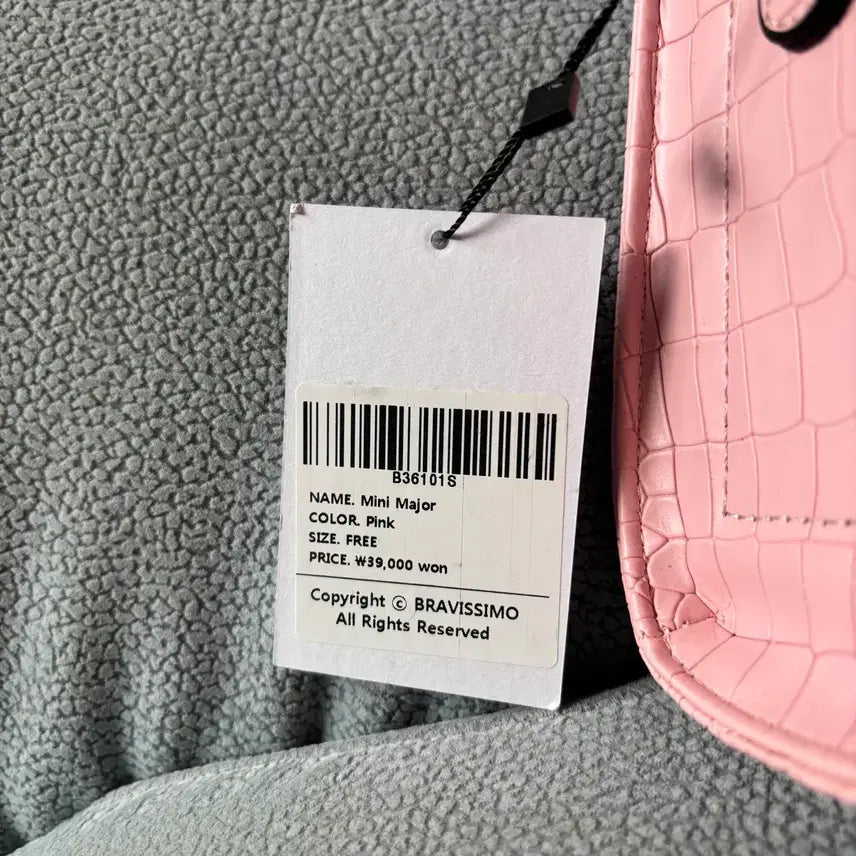 B36101S
NAME. Mini Major
COLOR. Pink
SIZE. FREE
PRICE. ₩39,000 won
Copyright ⓒ BRAVISSIMO
All Rights Reserved